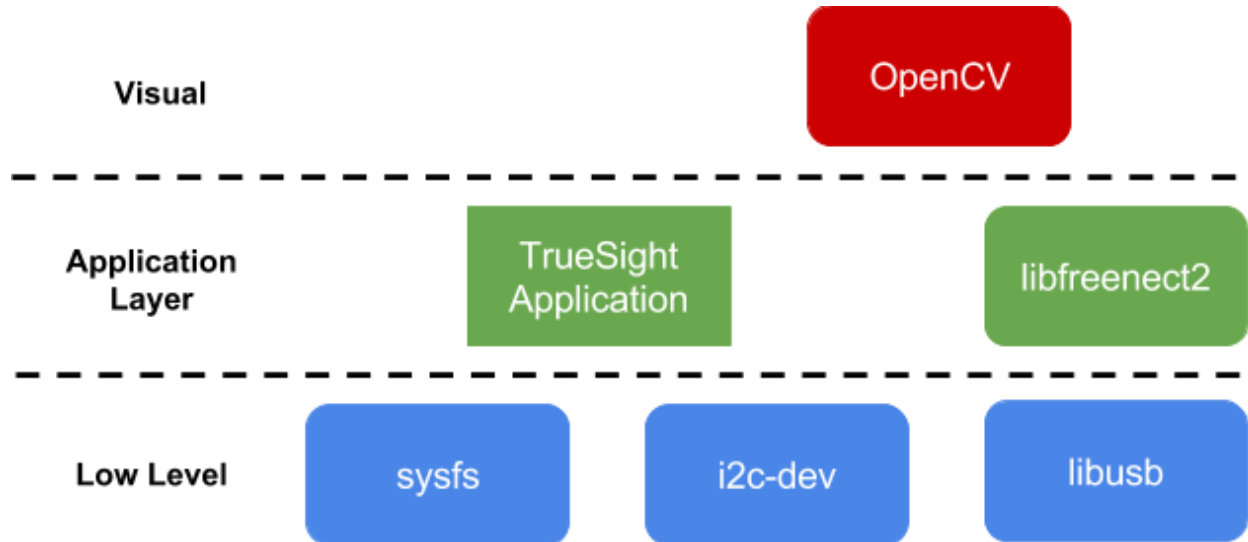 Visual
OpenCV
Application
Layer
TrueSight
Application
libfreenect2
Low Level
sysfs
i2c-dev
libusb